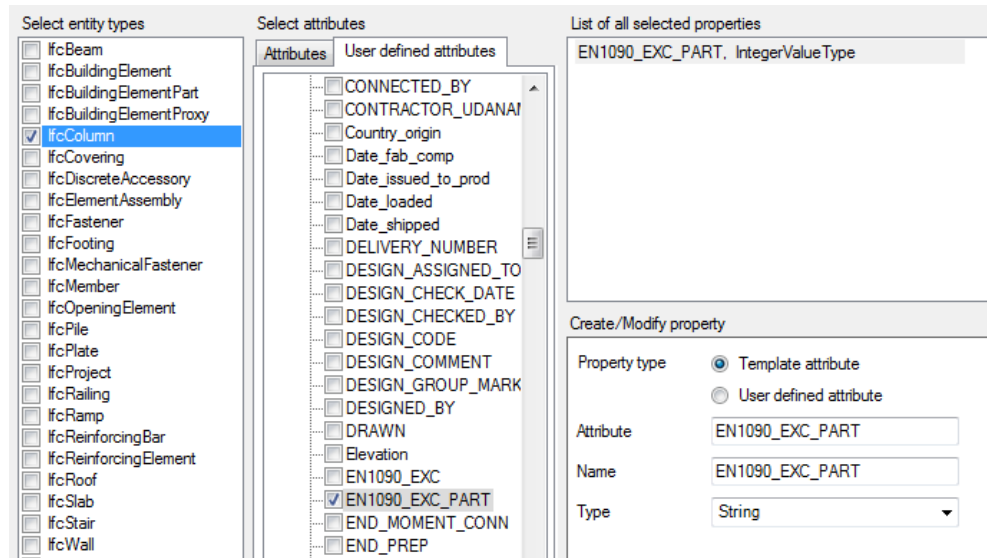 Select entity types
IfcBeam
IfcBuildingElement
IfcBuildingElementPart
IfcBuildingElementProxy
IfcColumn
IfcCovering
IfcDiscreteAccessory
IfcElementAssembly
IfcFastener
IfcFooting
IfcMechanicalFastener
IfcMember
IfcOpeningElement
IfcPile
IfcPlate
IfcProject
IfcRailing
IfcRamp
IfcReinforcingBar
IfcReinforcingElement
IfcRoof
IfcSlab
IfcStair
IfcWall
Select attributes
Attributes
User defined attributes
CONNECTED_BY
CONTRACTOR_UDANA
Country_origin
Date_fab_comp
Date_issued_to_prod
Date_loaded
Date_shipped
DELIVERY_NUMBER
DESIGN_ASSIGNED_TO
DESIGN_CHECK_DATE
DESIGN_CHECKED_BY
DESIGN_CODE
DESIGN_COMMENT
DESIGN_GROUP_MARK
DESIGNED_BY
DRAWN
Elevation
EN1090_EXC
EN1090_EXC_PART
END_MOMENT_CONN
END_PREP
List of all selected properties
EN1090_EXC_PART, IntegerValueType
Create/Modify property
Property type
Template attribute
User defined attribute
Attribute EN1090_EXC_PART
Name EN1090_EXC_PART
Type String